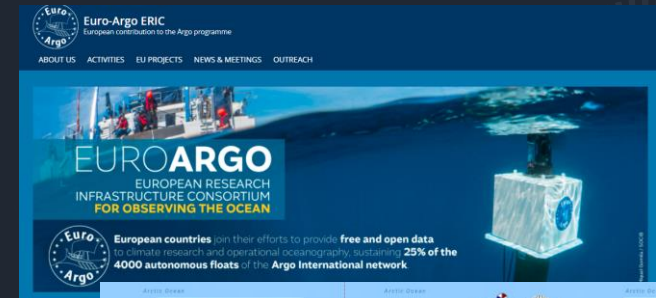 Euro
Argo
Euro-Argo ERIC
European contribution to the Argo programme
ABOUT US ACTIVITIES EU PROJECTS NEWS & MEETINGS OUTREACH
EUROARGO
EUROPEAN RESEARCH
INFRASTRUCTURE CONSORTIUM
FOR OBSERVING THE OCEAN
Euro
Argo
European countries join their efforts to provide free and open data
to climate research and operational oceanography, sustaining 25% of the
4000 autonomous floats of the Argo International network
Arctic Ocean Arctic Ocean